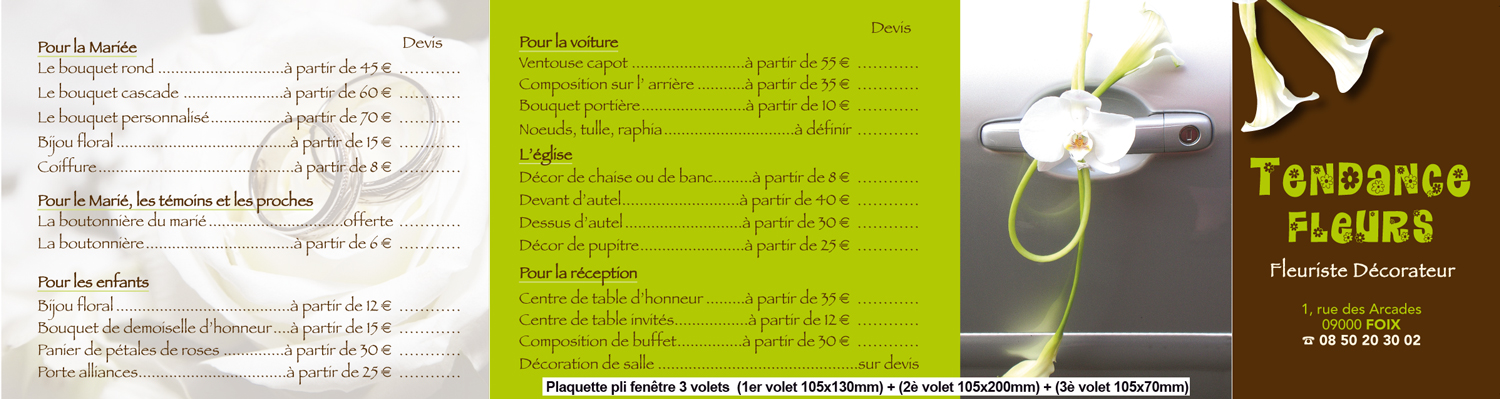 Devis
Pour la Mariée
Le bouquet rond ..............................à partir de 45 € ............
Le bouquet cascade ........................à partir de 60 € ............
Le bouquet personnalisé..................à partir de 70 € ............
Bijou floral.........................................à partir de 15 € ............
Coiffure..............................................à partir de 8 € ............
Pour le Marié, les témoins et les proches
La boutonnière du marié ................................offerte ............
La boutonnière...................................à partir de 6 € ............
Pour les enfants
Bijou floral.........................................à partir de 12 € ............
Bouquet de demoiselle d'honneur....à partir de 15 € ............
Panier de pétales de roses ..............à partir de 30 € ............
Porte alliances...................................à partir de 25 € ............
Devis
Pour la voiture
Ventouse capot ...........................à partir de 55 € ............
Composition sur l' arrière ...........à partir de 35 € ............
Bouquet portière.........................à partir de 10 € ............
Noeuds, tulle, raphia...............................à définir ............
L'église
Décor de chaise ou de banc.........à partir de 8 € ............
Devant d'autel............................à partir de 40 € ............
Dessus d'autel............................à partir de 30 € ............
Décor de pupitre.........................à partir de 25 € ............
Pour la réception
Centre de table d'honneur .........à partir de 35 € ............
Centre de table invités..................à partir de 12 € ............
Composition de buffet................à partir de 30 € ............
Décoration de salle ................................................sur devis
TENDANCE
FLEURS
Fleuriste Décorateur
1, rue des Arcades
09000 FOIX
☎ 08 50 20 30 02
Plaquette pli fenêtre 3 volets (1er volet 105x130mm) + (2è volet 105x200mm) + (3è volet 105x70mm)